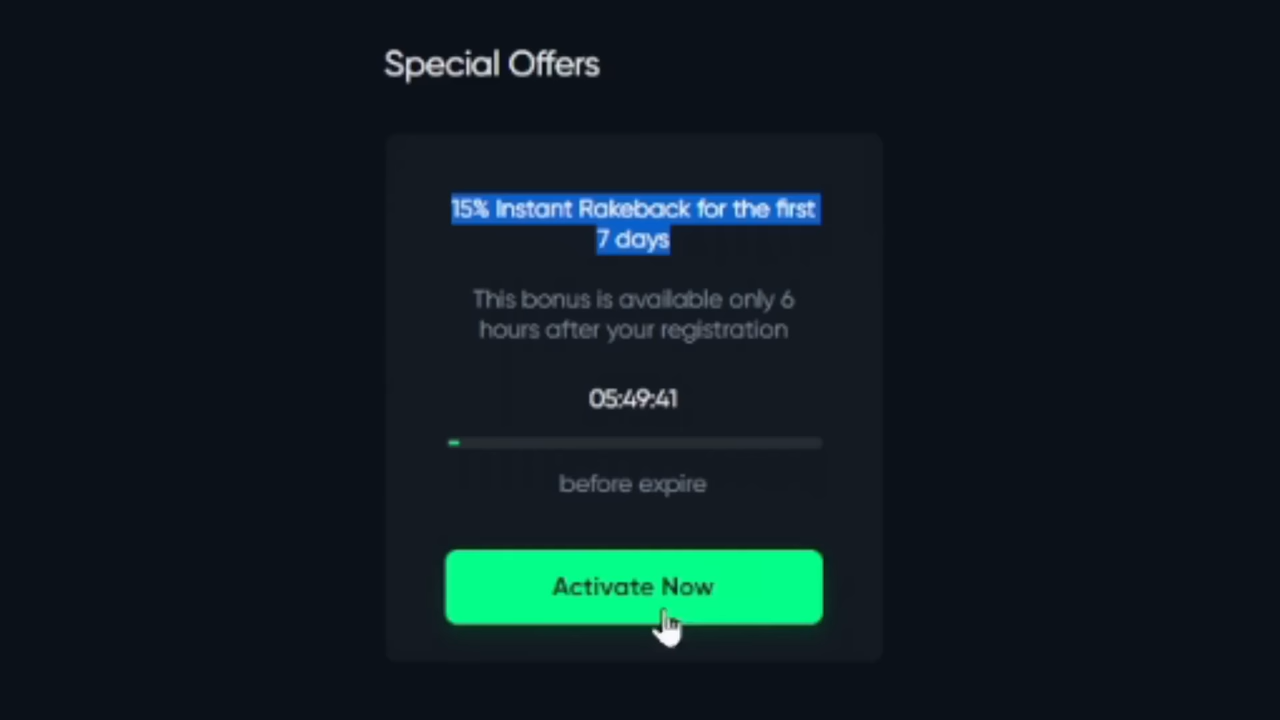 Special Offers
15% Instant Rakeback for the first
7 days
This bonus is available only 6
hours after your registration
05:49:41
before expire
Activate Now